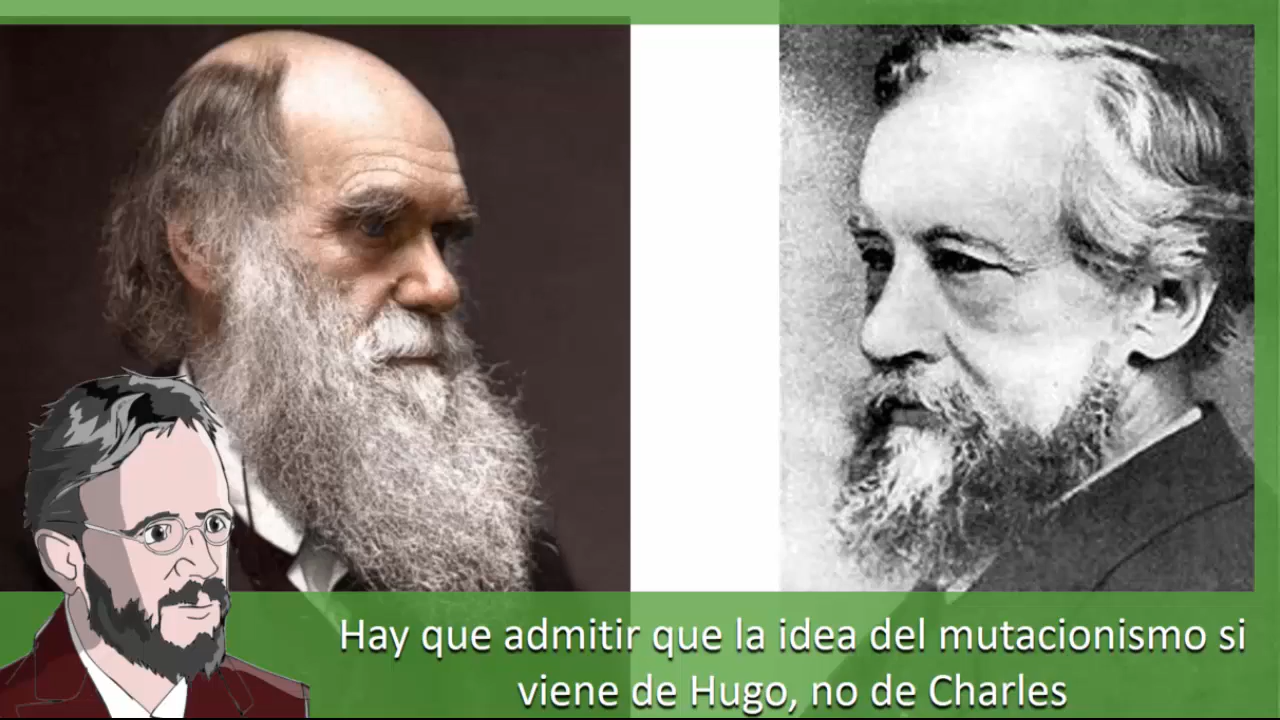 Hay que admitir que la idea del mutacionismo si
viene de Hugo, no de Charles